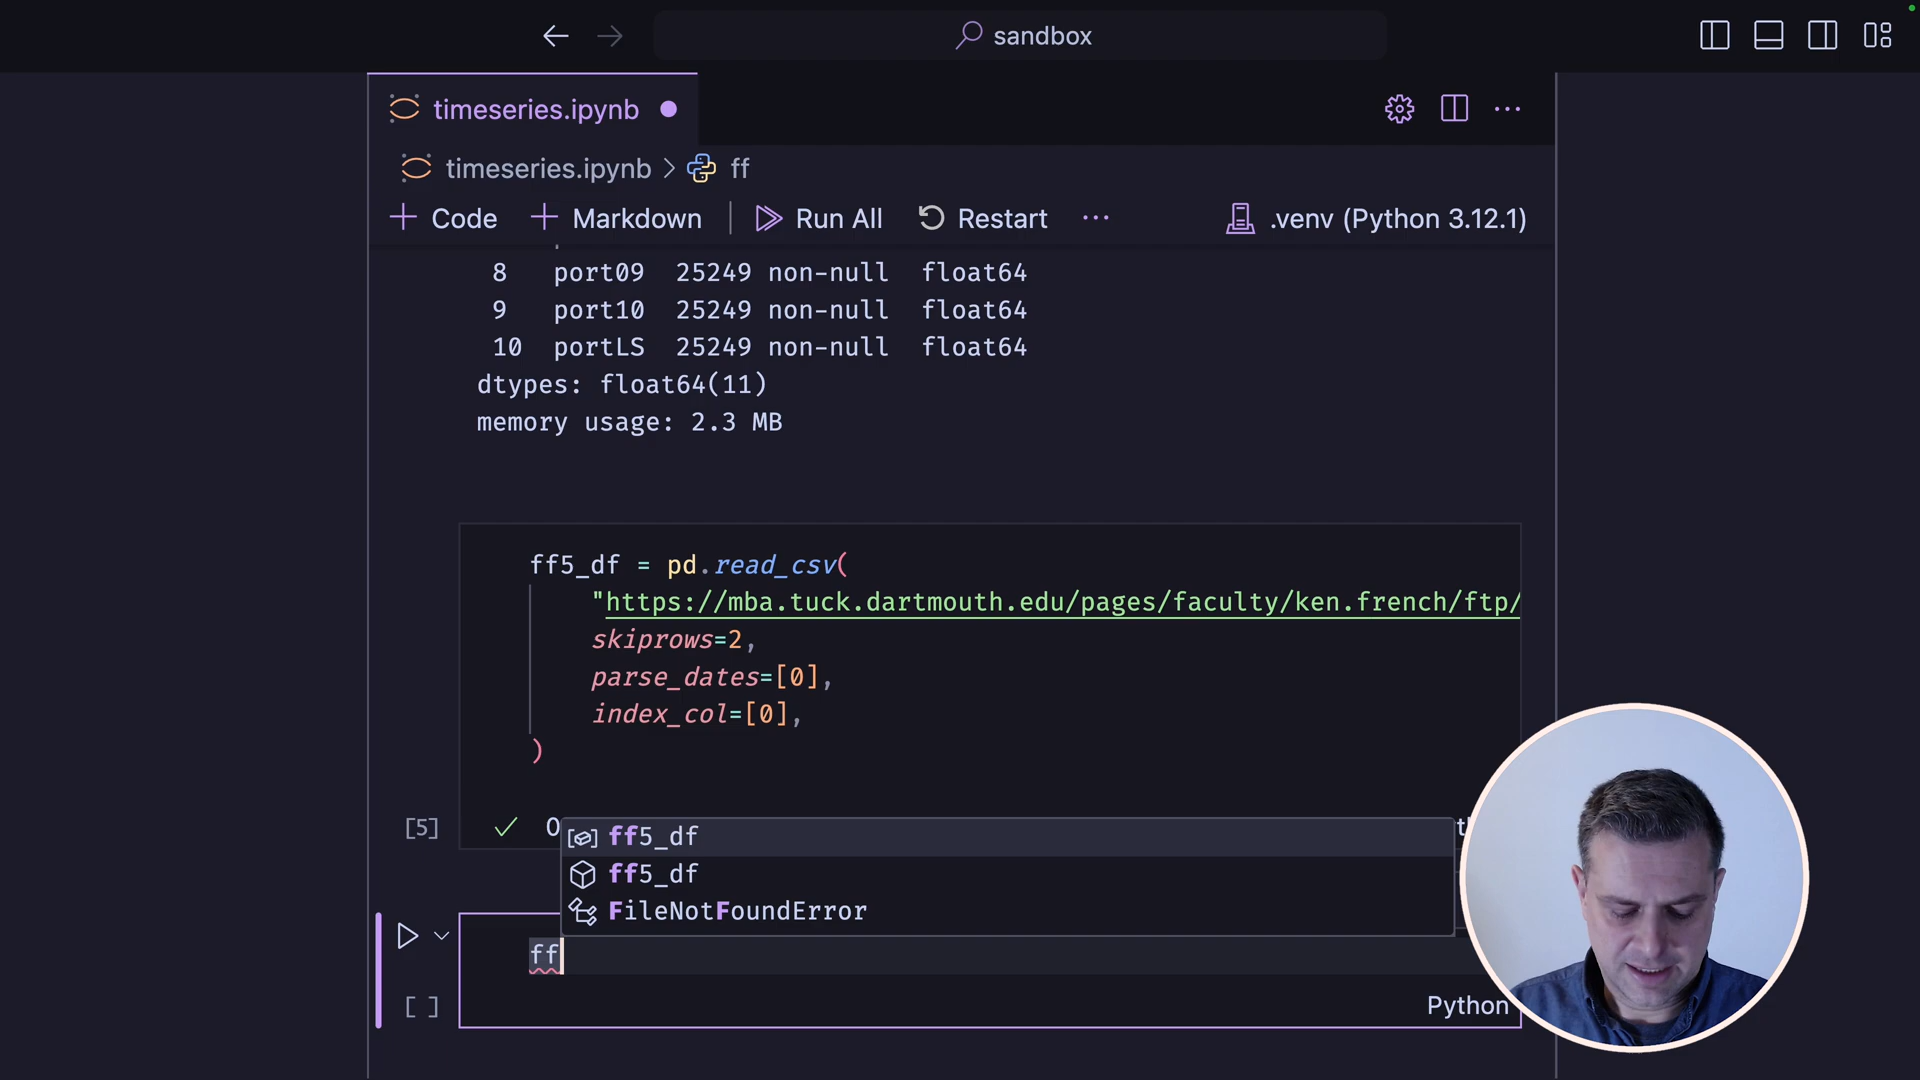 sandbox
timeseries.ipynb
timeseries.ipynb > ff
Code Markdown Run All Restart ... .venv (Python 3.12.1)
8 port09 25249 non-null float64
9 port10 25249 non-null float64
10 portLS 25249 non-null float64
dtypes: float64(11)
memory usage: 2.3 MB
ff5_df = pd.read_csv(
"https://mba.tuck.dartmouth.edu/pages/faculty/ken.french/ftp/
skiprows=2,
parse_dates=[0],
index_col=[0],
)
[5]
ff5_df
ff5_df
FileNotFoundError
ff
[ ]
Python